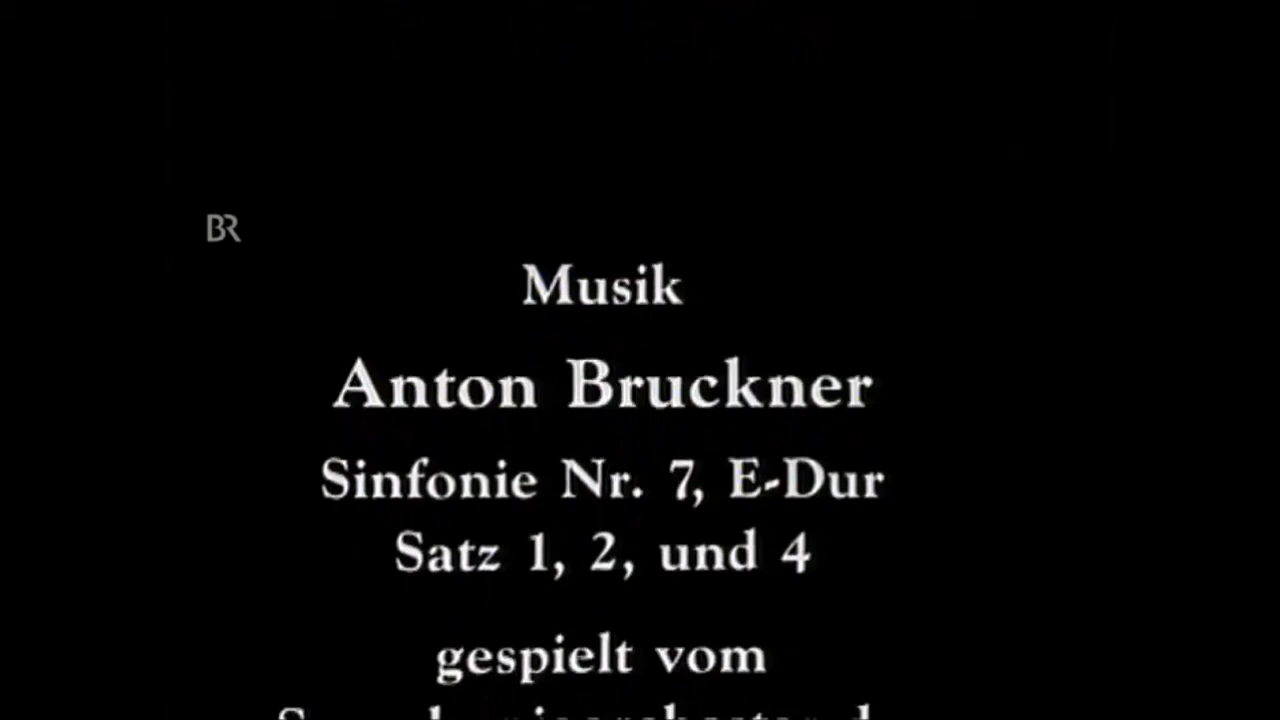 BR
Musik
Anton Bruckner
Sinfonie Nr. 7, E-Dur
Satz 1, 2, und 4
gespielt vom